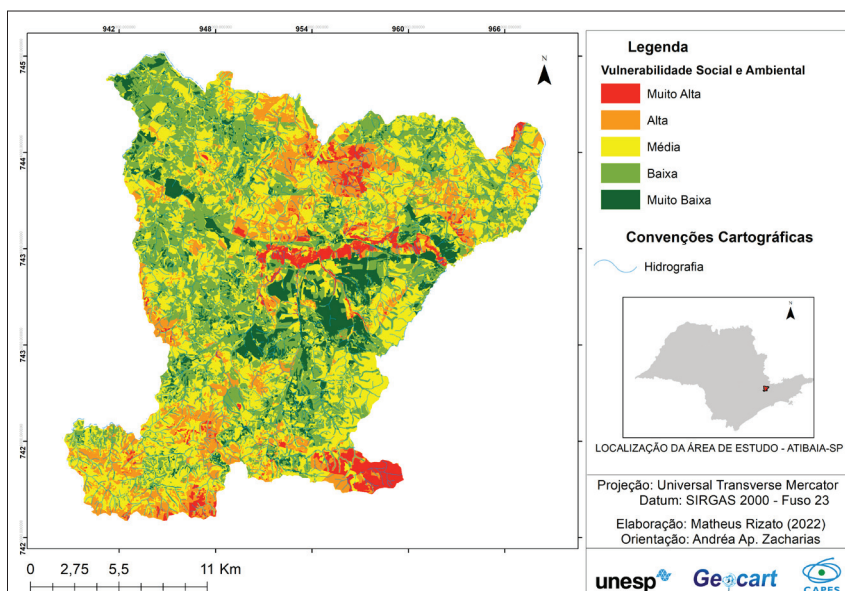 942 948 954 960 966
745
744
743
743
742
742
N
0 2,75 5,5 11 Km
Legenda
Vulnerabilidade Social e Ambiental
Muito Alta
Alta
Média
Baixa
Muito Baixa
Convenções Cartográficas
Hidrografia
N
LOCALIZAÇÃO DA ÁREA DE ESTUDO - ATIBAIA-SP
Projeção: Universal Transverse Mercator
Datum: SIRGAS 2000 - Fuso 23
Elaboração: Matheus Rizato (2022)
Orientação: Andréa Ap. Zacharias
unesp Geocart CAPES